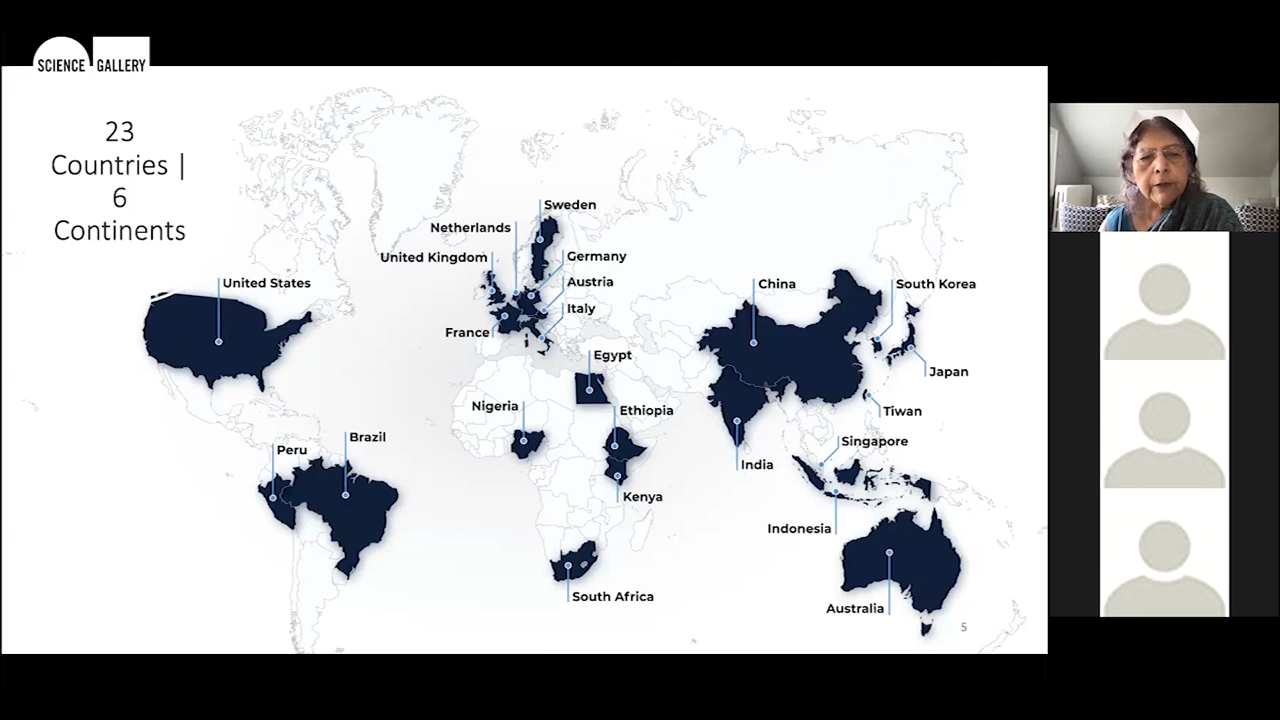 SCIENCE GALLERY
23
Countries |
6
Continents
Sweden
Netherlands
United Kingdom
Germany
Austria
Italy
France
United States
China
South Korea
Japan
Egypt
Nigeria
Ethiopia
Tiwan
Brazil
Peru
Singapore
India
Kenya
Indonesia
South Africa
Australia
5